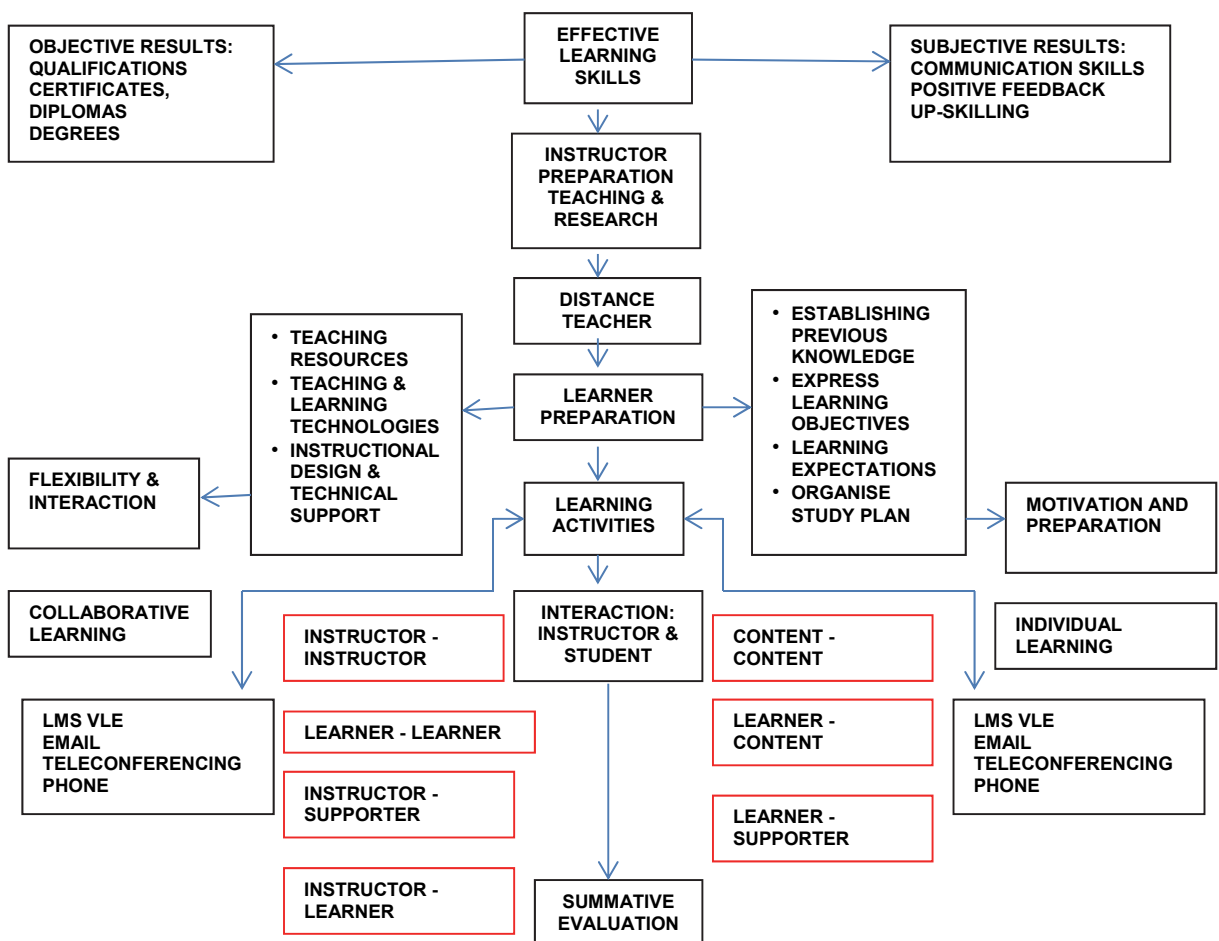 OBJECTIVE RESULTS:
QUALIFICATIONS
CERTIFICATES,
DIPLOMAS
DEGREES
EFFECTIVE
LEARNING
SKILLS
SUBJECTIVE RESULTS:
COMMUNICATION SKILLS
POSITIVE FEEDBACK
UP-SKILLING
INSTRUCTOR
PREPARATION
TEACHING &
RESEARCH
DISTANCE
TEACHER
• TEACHING
RESOURCES
• TEACHING &
LEARNING
TECHNOLOGIES
• INSTRUCTIONAL
DESIGN &
TECHNICAL
SUPPORT
LEARNER
PREPARATION
• ESTABLISHING
PREVIOUS
KNOWLEDGE
• EXPRESS
LEARNING
OBJECTIVES
• LEARNING
EXPECTATIONS
• ORGANISE
STUDY PLAN
FLEXIBILITY &
INTERACTION
LEARNING
ACTIVITIES
MOTIVATION AND
PREPARATION
COLLABORATIVE
LEARNING
INSTRUCTOR -
INSTRUCTOR
INTERACTION:
INSTRUCTOR &
STUDENT
CONTENT -
CONTENT
INDIVIDUAL
LEARNING
LMS VLE
EMAIL
TELECONFERENCING
PHONE
LEARNER - LEARNER
LEARNER -
CONTENT
LMS VLE
EMAIL
TELECONFERENCING
PHONE
INSTRUCTOR -
SUPPORTER
LEARNER -
SUPPORTER
INSTRUCTOR -
LEARNER
SUMMATIVE
EVALUATION